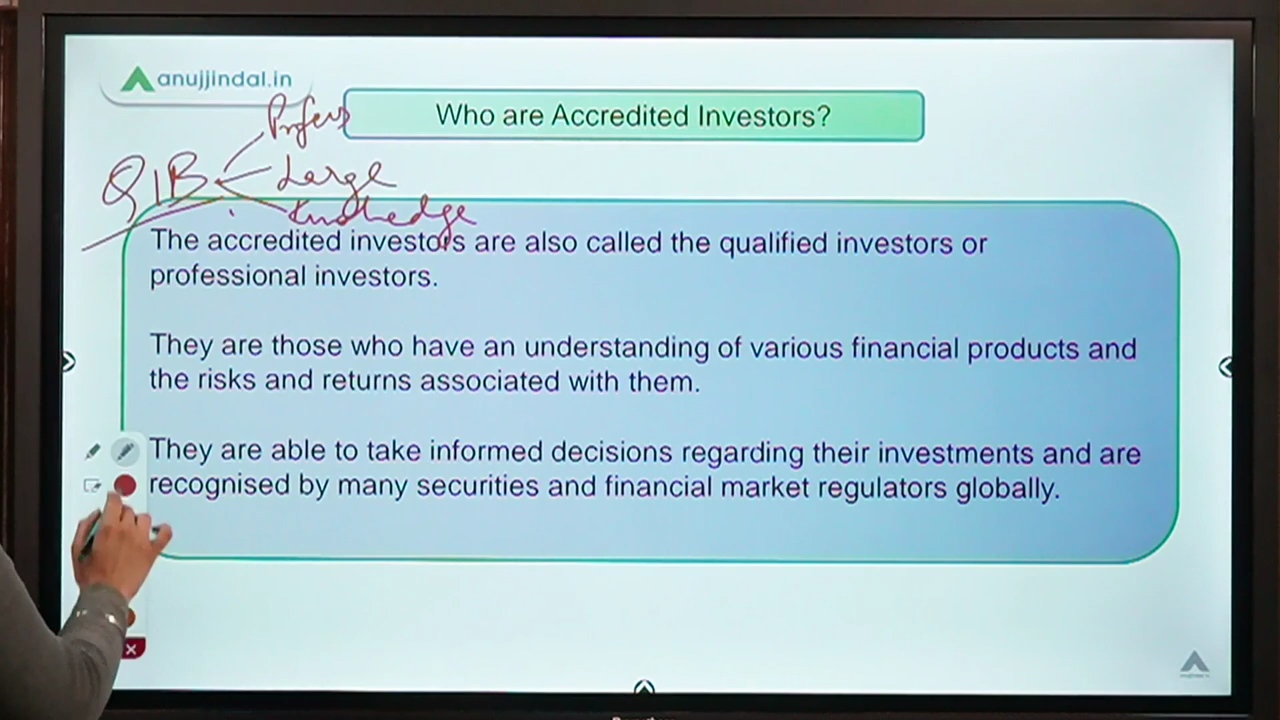 anujjindal.in
Who are Accredited Investors?
Profess
QIB
Large
Knowledge
The accredited investors are also called the qualified investors or
professional investors.
They are those who have an understanding of various financial products and
the risks and returns associated with them.
They are able to take informed decisions regarding their investments and are
recognised by many securities and financial market regulators globally.